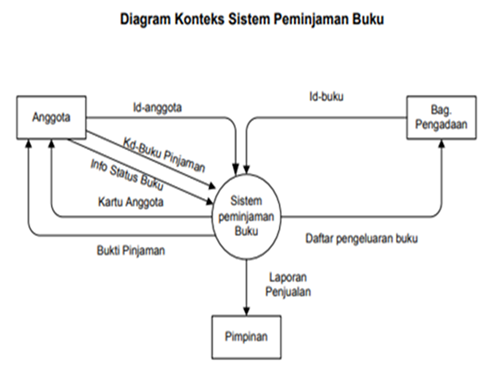 Diagram Konteks Sistem Peminjaman Buku
Id-anggota
Id-buku
Anggota
Bag.
Pengadaan
Kd-Buku Pinjaman
Info Status Buku
Kartu Anggota
Sistem
peminjaman
Buku
Bukti Pinjaman
Daftar pengeluaran buku
Laporan
Penjualan
Pimpinan